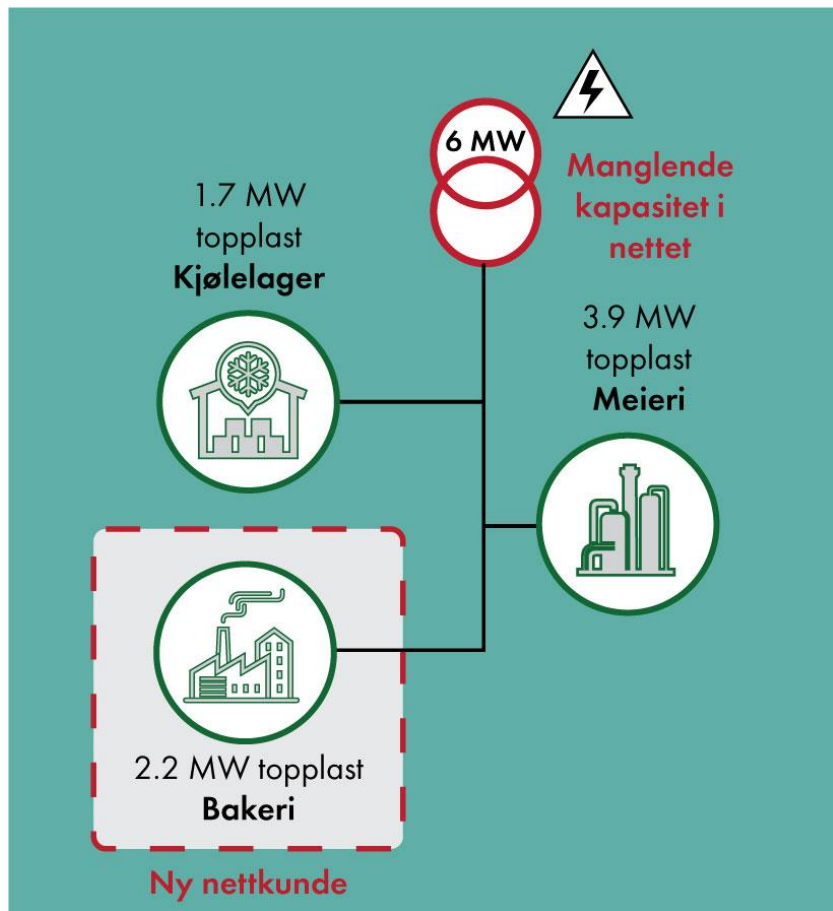 6 MW
Manglende
kapasitet i
nettet
1.7 MW
topplast
Kjølelager
3.9 MW
topplast
Meieri
2.2 MW topplast
Bakeri
Ny nettkunde